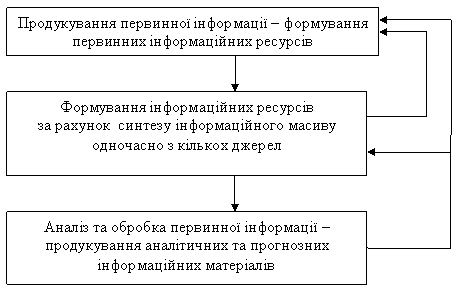 Продукування первинної інформації – формування
первинних інформаційних ресурсів
Формування інформаційних ресурсів
за рахунок синтезу інформаційного масиву
одночасно з кількох джерел
Аналіз та обробка первинної інформації –
продукування аналітичних та прогнозних
інформаційних матеріалів